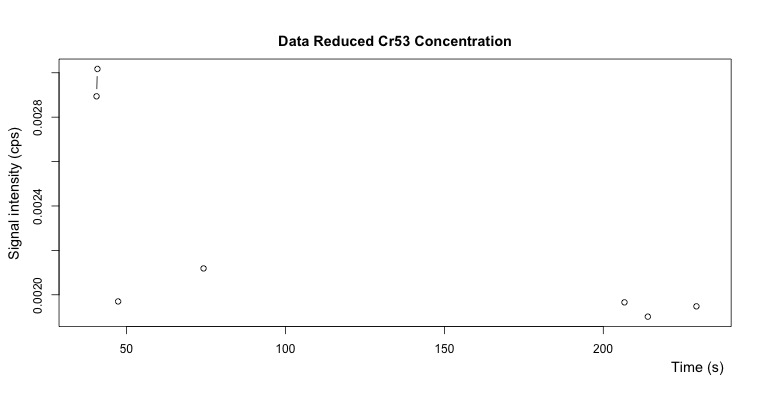 Data Reduced Cr53 Concentration
Signal intensity (cps)
0.0028
0.0024
0.0020
50 100 150 200
Time (s)